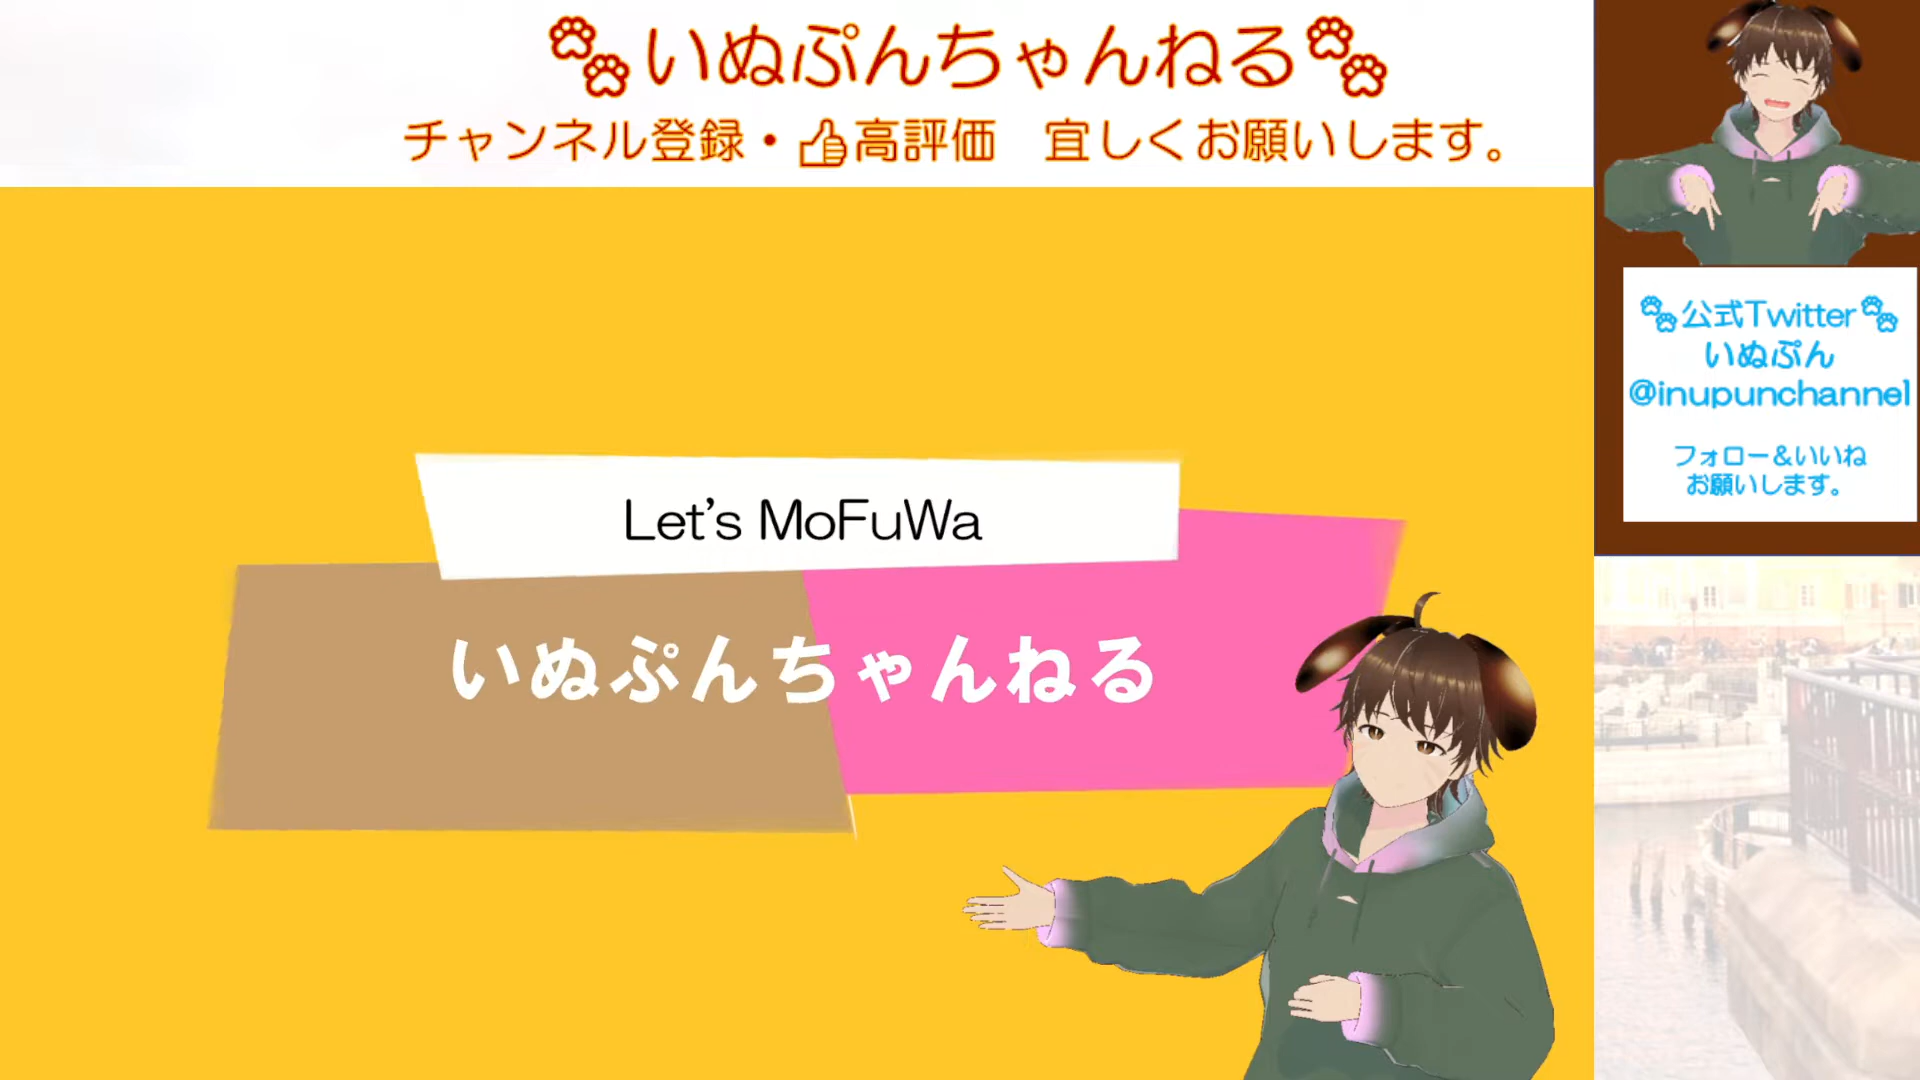 いぬぷんちゃんねる
チャンネル登録・👍高評価　宜しくお願いします。
公式Twitter
いぬぷん
@inupunchannel
フォロー＆いいね
お願いします。
Let's MoFuWa
いぬぷんちゃんねる